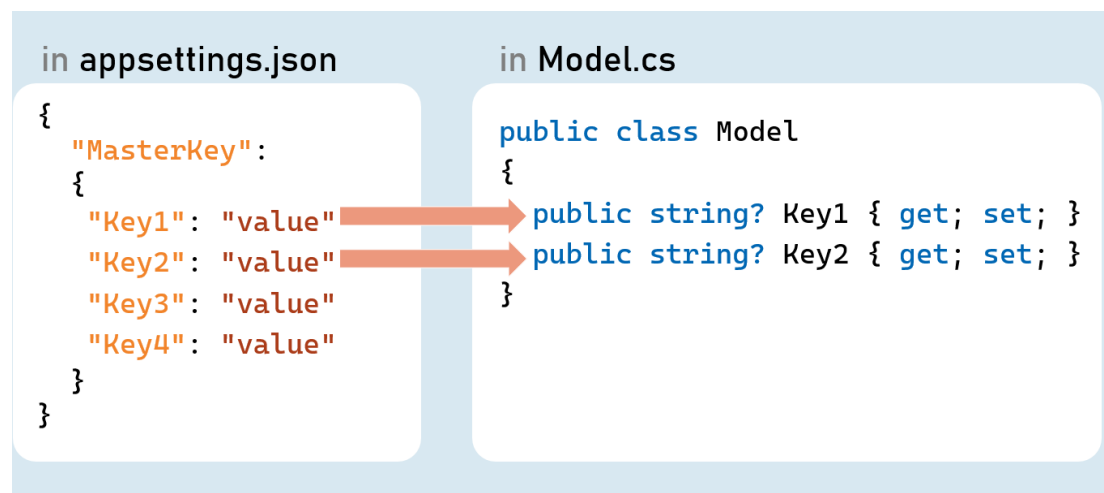 in appsettings.json
{
"MasterKey":
{
"Key1": "value"
"Key2": "value"
"Key3": "value"
"Key4": "value"
}
}
in Model.cs
public class Model
{
public string? Key1 { get; set; }
public string? Key2 { get; set; }
}